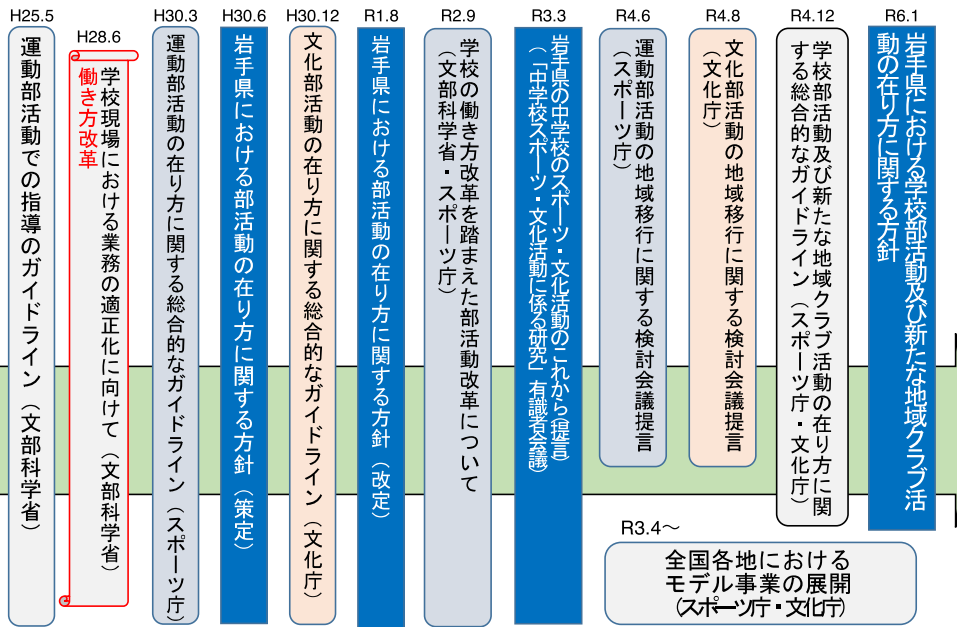 H25.5
運動部活動での指導のガイドライン（文部科学省）
H28.6
学校現場における業務の適正化に向けて（文部科学省）
働き方改革
H30.3
運動部活動の在り方に関する総合的なガイドライン（スポーツ庁）
H30.6
岩手県における部活動の在り方に関する方針（策定）
H30.12
文化部活動の在り方に関する総合的なガイドライン（文化庁）
R1.8
岩手県における部活動の在り方に関する方針（改定）
R2.9
学校の働き方改革を踏まえた部活動改革について
（文部科学省・スポーツ庁）
R3.3
岩手県の中学校のスポーツ・文化活動のこれから（提言）
（「中学校スポーツ・文化活動に係る研究」有識者会議）
R4.6
運動部活動の地域移行に関する検討会議提言
（スポーツ庁）
R4.8
文化部活動の地域移行に関する検討会議提言
（文化庁）
R4.12
学校部活動及び新たな地域クラブ活動の在り方に関
する総合的なガイドライン（スポーツ庁・文化庁）
R6.1
岩手県における学校部活動及び新たな地域クラブ活
動の在り方に関する方針
R3.4～
全国各地における
モデル事業の展開
（スポーツ庁・文化庁）